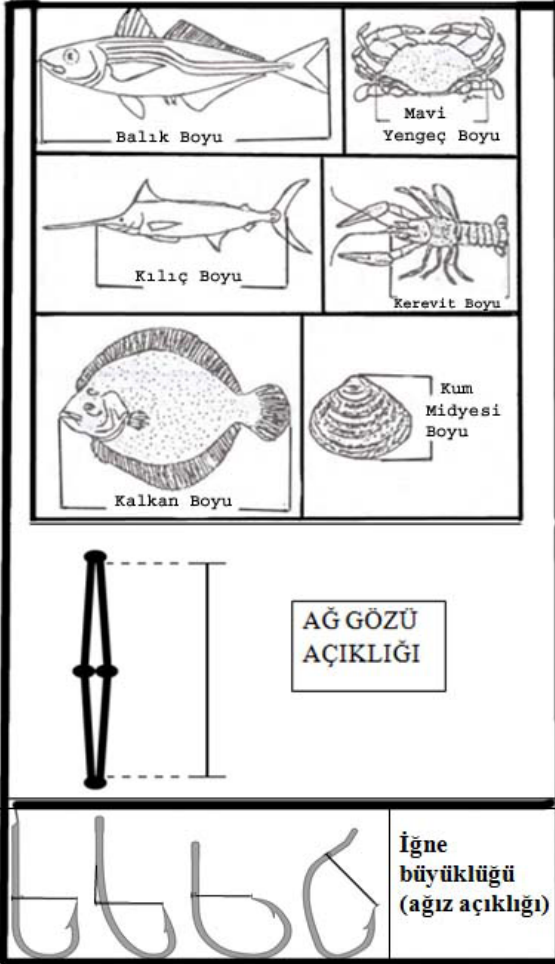 Balık Boyu
Mavi
Yengeç Boyu
Kılıç Boyu
Kerevit Boyu
Kalkan Boyu
Kum
Midyesi
Boyu
AĞ GÖZÜ
AÇIKLIĞI
İğne
büyüklüğü
(ağız açıklığı)